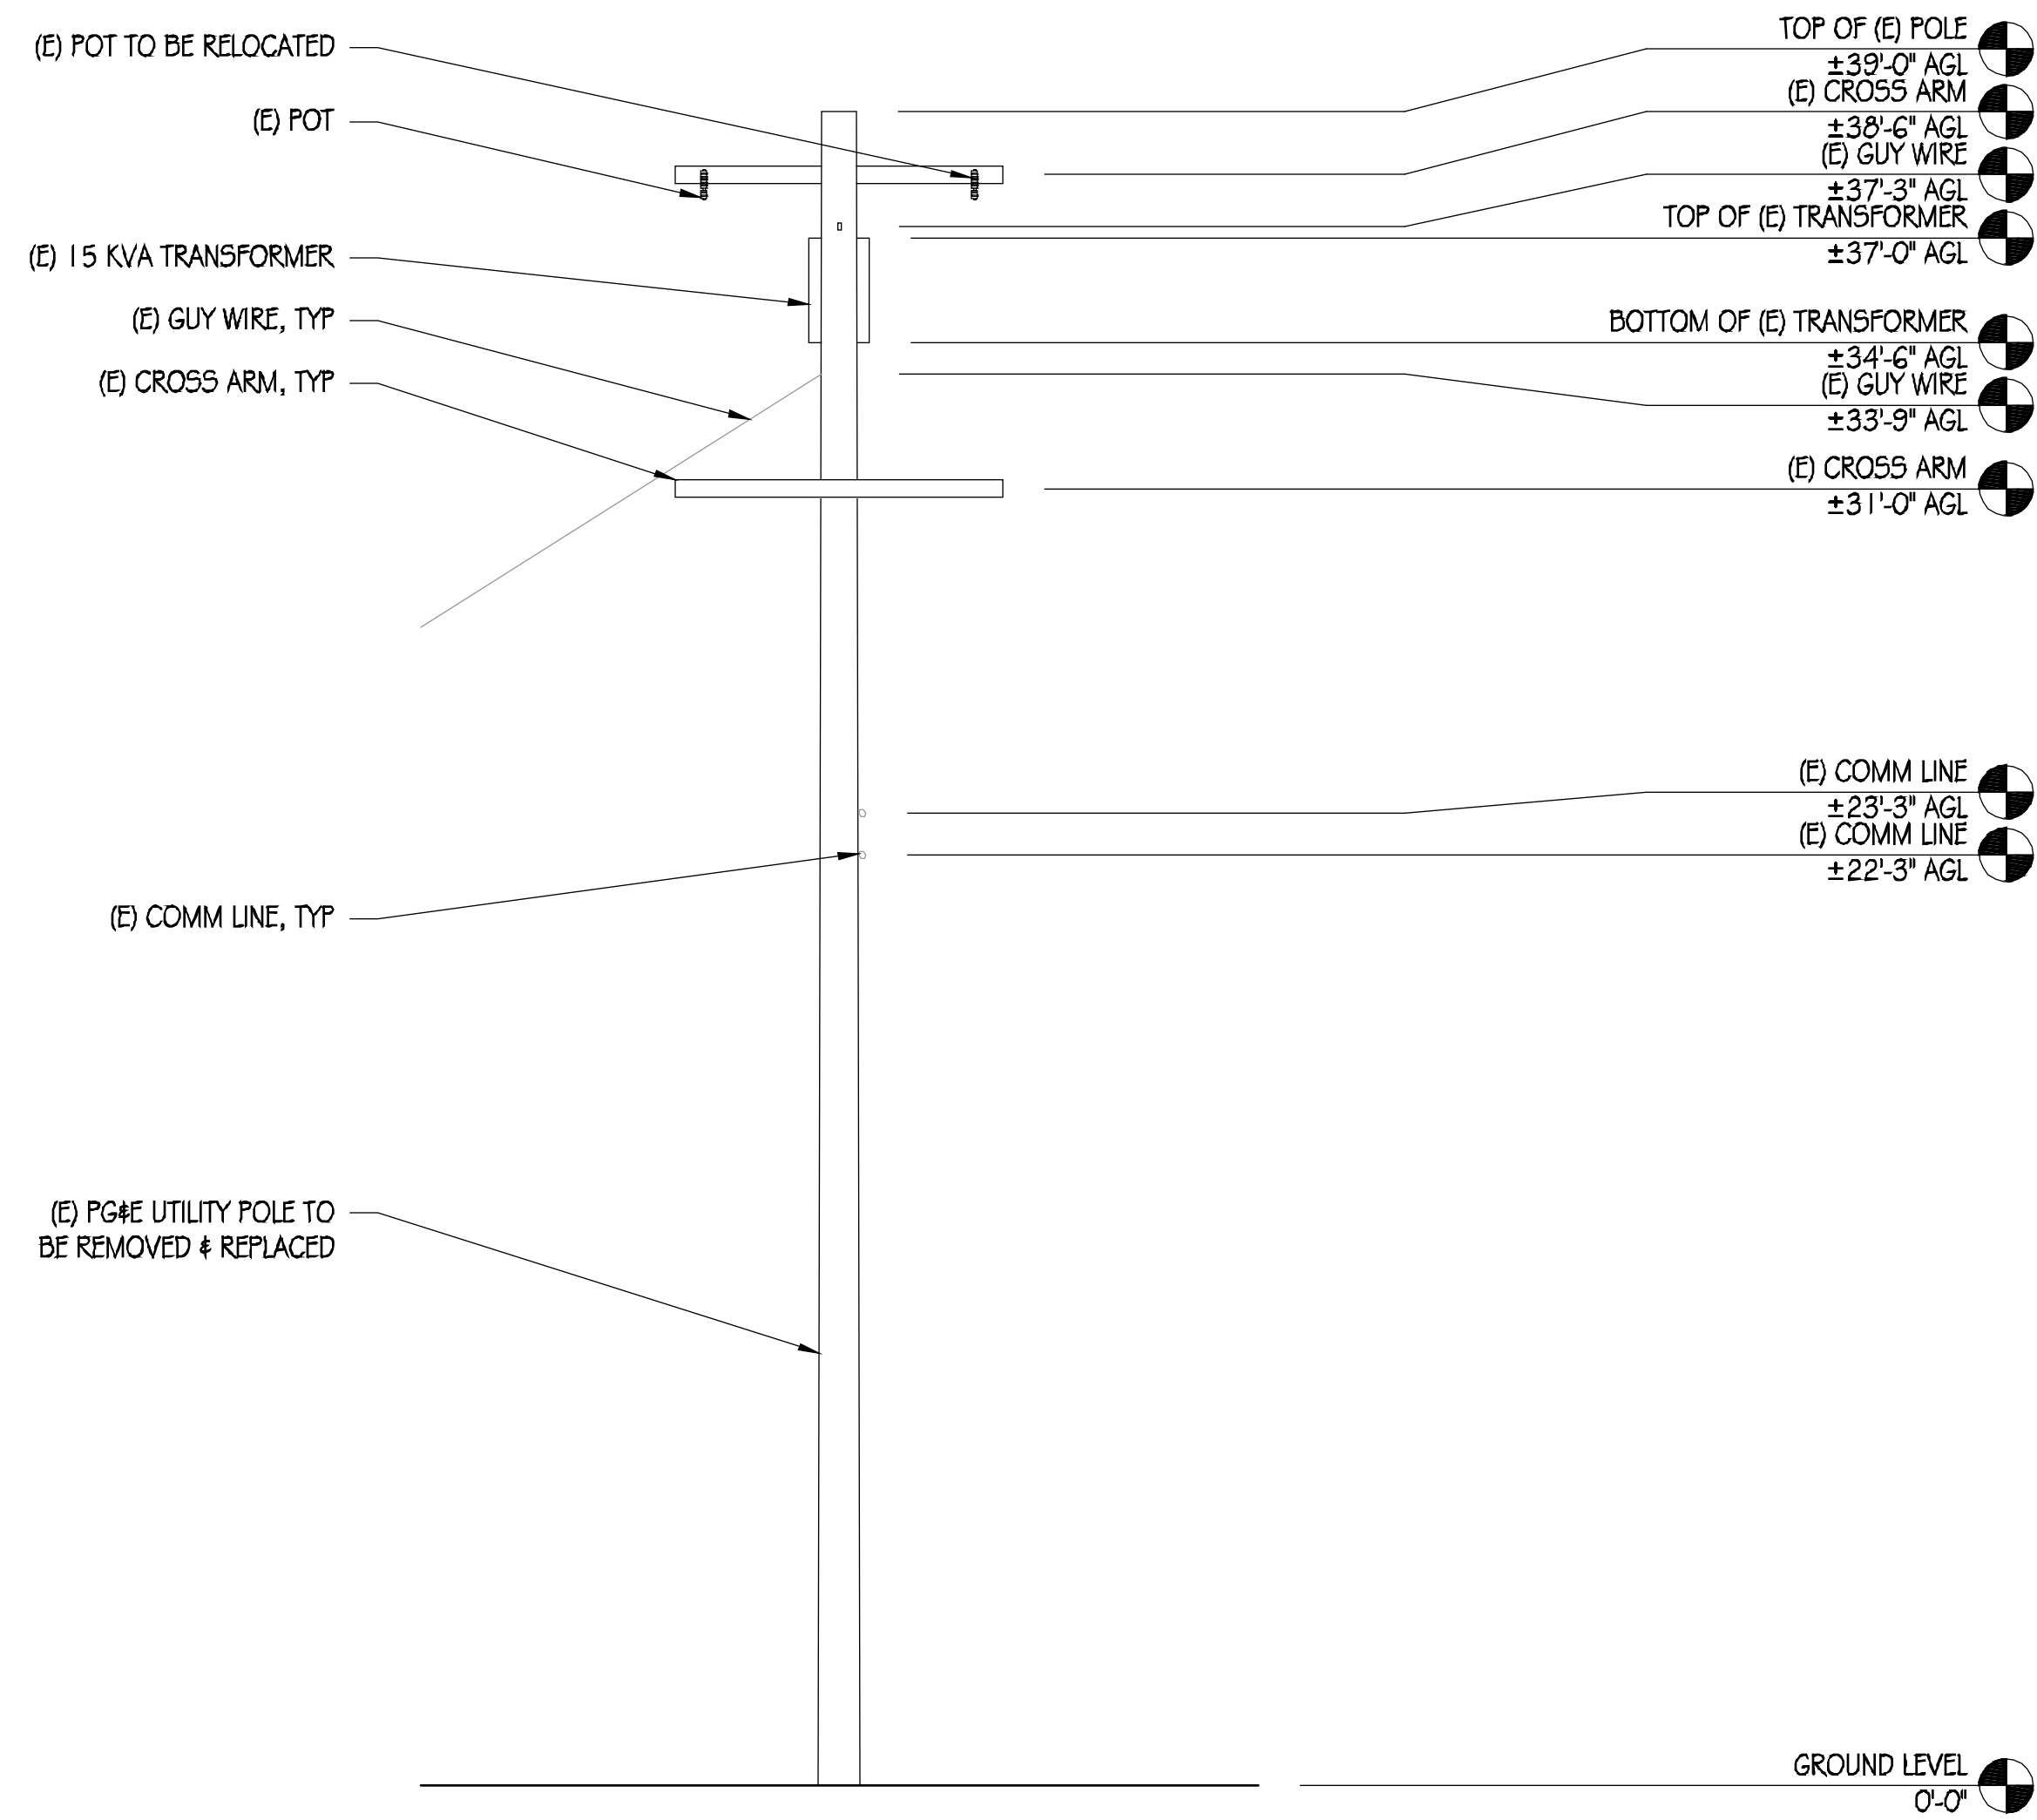 (E) POT TO BE RELOCATED
(E) POT
(E) 15 KVA TRANSFORMER
(E) GUY WIRE, TYP
(E) CROSS ARM, TYP
(E) COMM LINE, TYP
(E) PG&E UTILITY POLE TO
BE REMOVED & REPLACED
TOP OF (E) POLE
±39'-0" AGL
(E) CROSS ARM
±38'-6" AGL
(E) GUY WIRE
±37'-3" AGL
TOP OF (E) TRANSFORMER
±37'-0" AGL
BOTTOM OF (E) TRANSFORMER
±34'-6" AGL
(E) GUY WIRE
±33'-9" AGL
(E) CROSS ARM
±31'-0" AGL
(E) COMM LINE
±23'-3" AGL
(E) COMM LINE
±22'-3" AGL
GROUND LEVEL
0'-0"